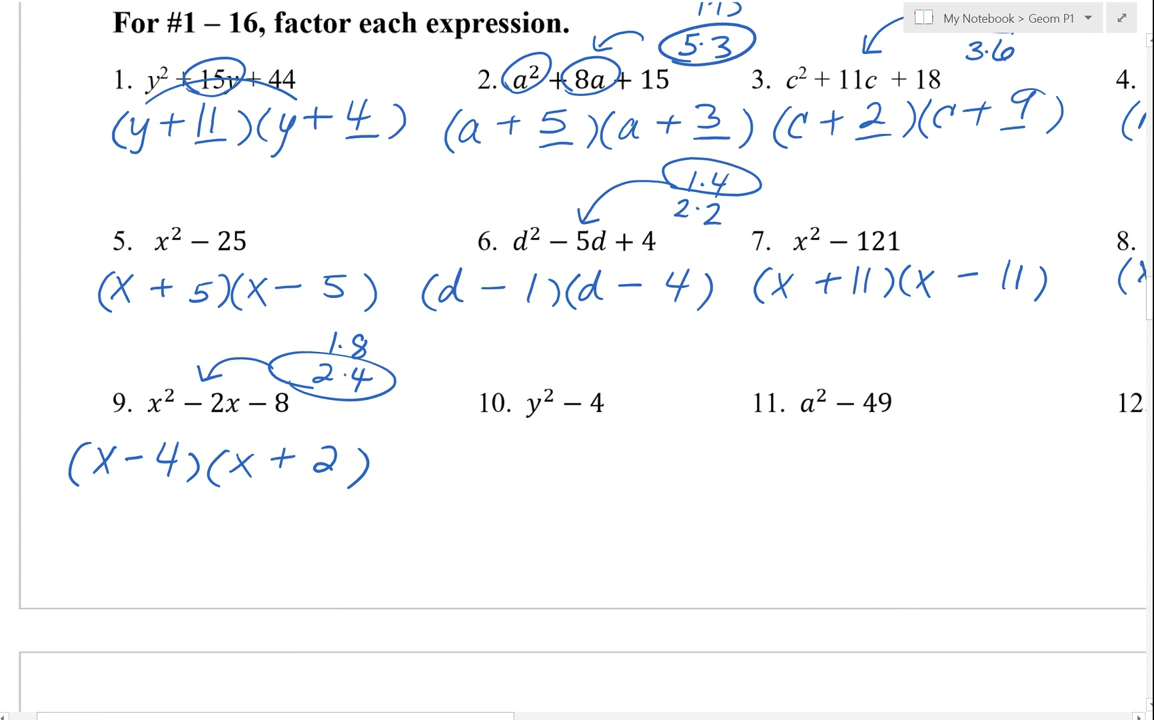 For #1 – 16, factor each expression.
My Notebook > Geom P1
5·3
3·6
1. y² + 15y + 44
2. a² + 8a + 15
3. c² + 11c + 18
4.
(y + 11)(y + 4)
(a + 5)(a + 3)
(c + 2)(c + 9)
(
1·4
2·2
5. x² − 25
6. d² − 5d + 4
7. x² − 121
8.
(x + 5)(x − 5)
(d − 1)(d − 4)
(x + 11)(x − 11)
(x
1·8
2·4
9. x² − 2x − 8
10. y² − 4
11. a² − 49
12
(x − 4)(x + 2)